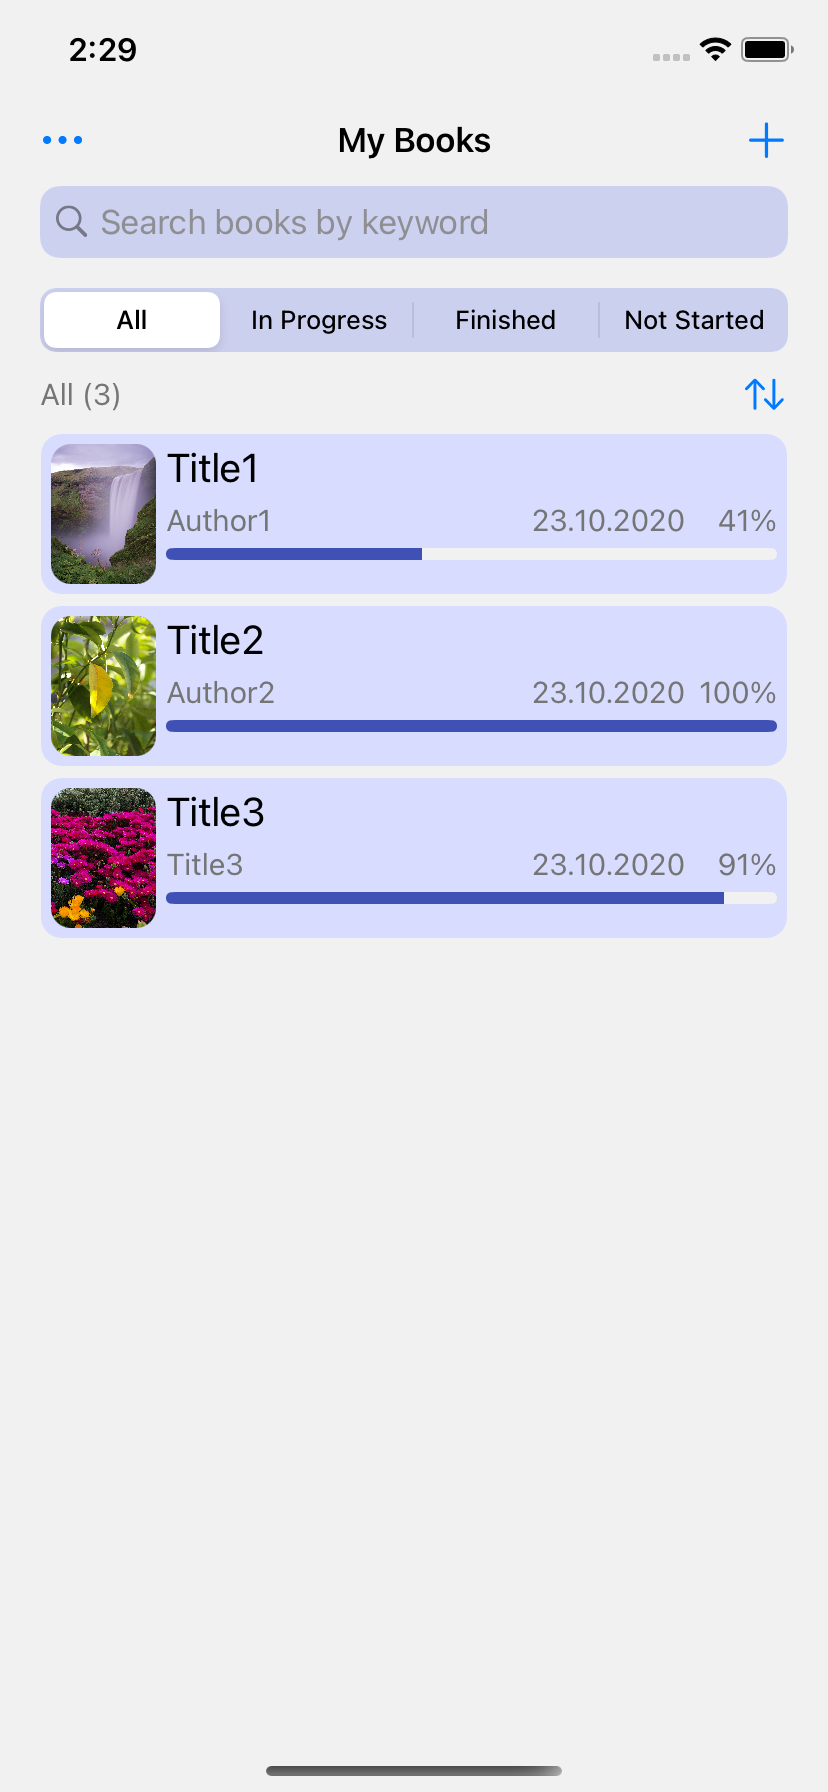 2:29
My Books
Search books by keyword
All In Progress Finished Not Started
All (3)
Title1
Author1 23.10.2020 41%
Title2
Author2 23.10.2020 100%
Title3
Title3 23.10.2020 91%